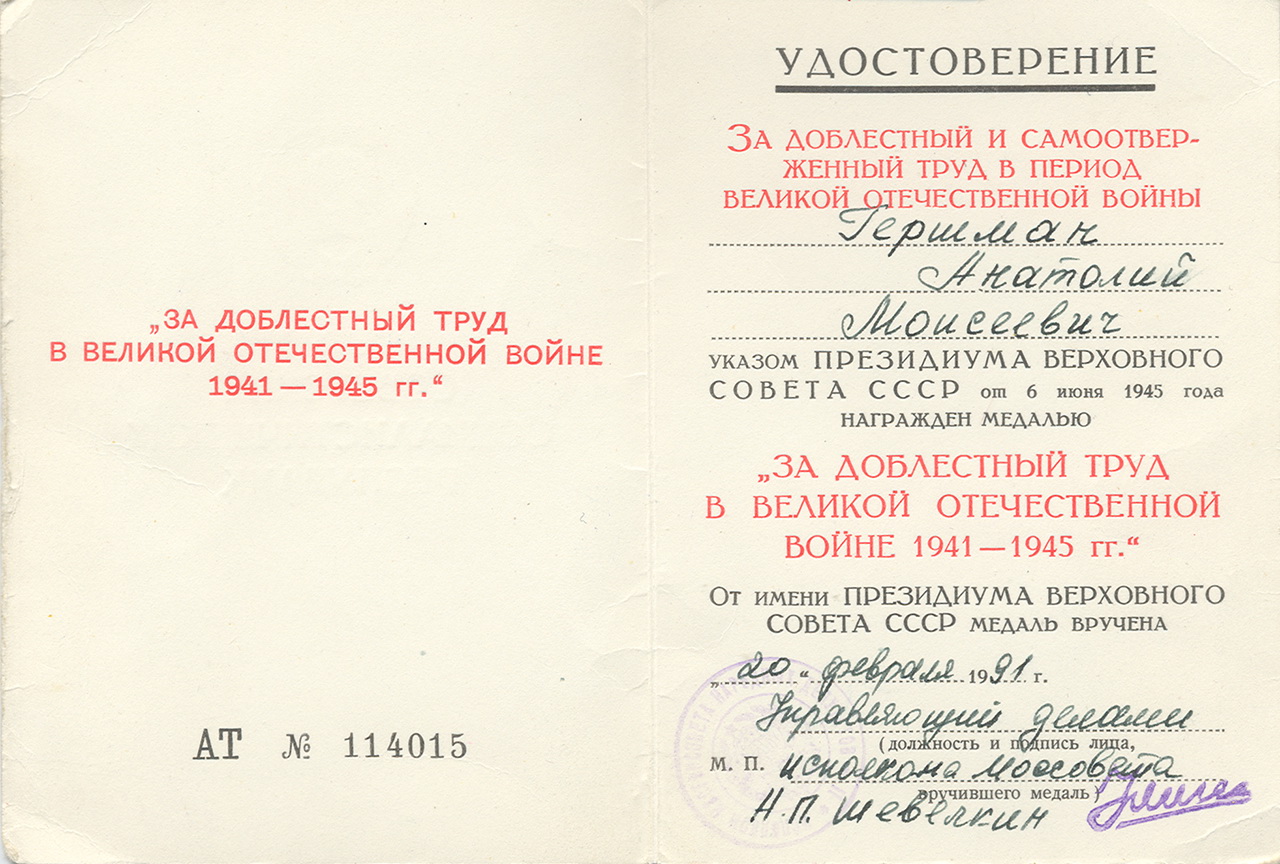 „ЗА ДОБЛЕСТНЫЙ ТРУД
В ВЕЛИКОЙ ОТЕЧЕСТВЕННОЙ ВОЙНЕ
1941 — 1945 гг.“
АТ № 114015
УДОСТОВЕРЕНИЕ
ЗА ДОБЛЕСТНЫЙ И САМООТВЕР-
ЖЕННЫЙ ТРУД В ПЕРИОД
ВЕЛИКОЙ ОТЕЧЕСТВЕННОЙ ВОЙНЫ
Гершман
Анатолий
Моисеевич
УКАЗОМ ПРЕЗИДИУМА ВЕРХОВНОГО
СОВЕТА СССР от 6 июня 1945 года
НАГРАЖДЕН МЕДАЛЬЮ
„ЗА ДОБЛЕСТНЫЙ ТРУД
В ВЕЛИКОЙ ОТЕЧЕСТВЕННОЙ
ВОЙНЕ 1941 — 1945 гг.“
От имени ПРЕЗИДИУМА ВЕРХОВНОГО
СОВЕТА СССР МЕДАЛЬ ВРУЧЕНА
„20“ февраля 1991 г.
Управляющий делами
(должность и подпись лица,
М. П. исполкома Моссовета
вручившего медаль)
Н.П. Шевелкин